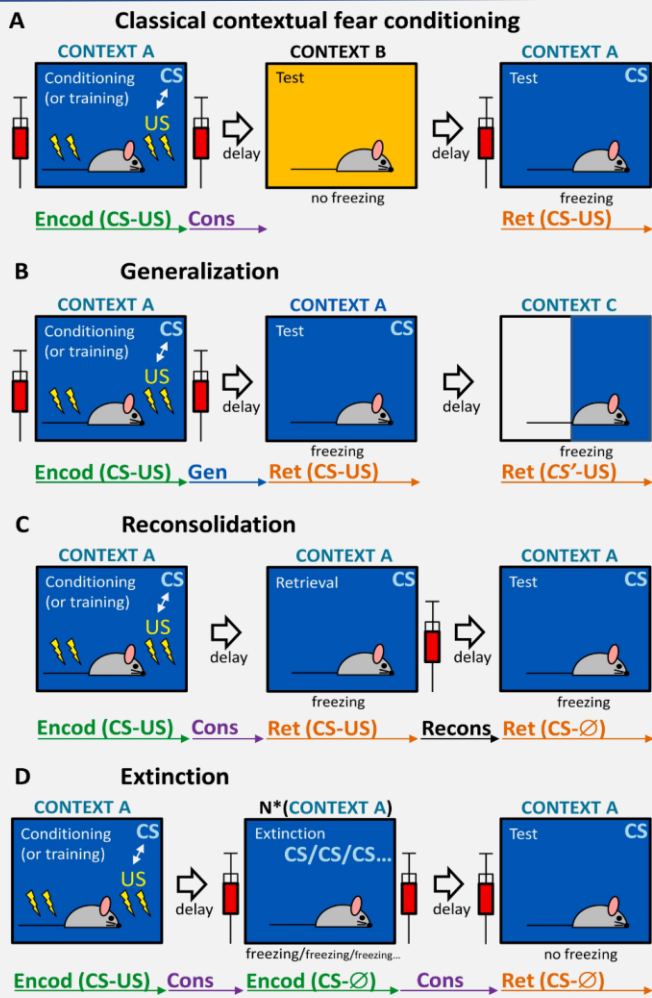 A Classical contextual fear conditioning
CONTEXT A CONTEXT B CONTEXT A
Conditioning CS Test Test CS
(or training)
US
delay delay
no freezing freezing
Encod (CS-US) Cons Ret (CS-US)
B Generalization
CONTEXT A CONTEXT A CONTEXT C
Conditioning CS Test CS
(or training)
US
delay delay
freezing freezing
Encod (CS-US) Gen Ret (CS-US) Ret (CS’-US)
C Reconsolidation
CONTEXT A CONTEXT A CONTEXT A
Conditioning CS Retrieval CS Test CS
(or training)
US
delay delay
freezing freezing
Encod (CS-US) Cons Ret (CS-US) Recons Ret (CS-∅)
D Extinction
CONTEXT A N*(CONTEXT A) CONTEXT A
Conditioning CS Extinction Test CS
(or training) CS/CS/CS...
US
delay delay
freezing/freezing/freezing... no freezing
Encod (CS-US) Cons Encod (CS-∅) Cons Ret (CS-∅)